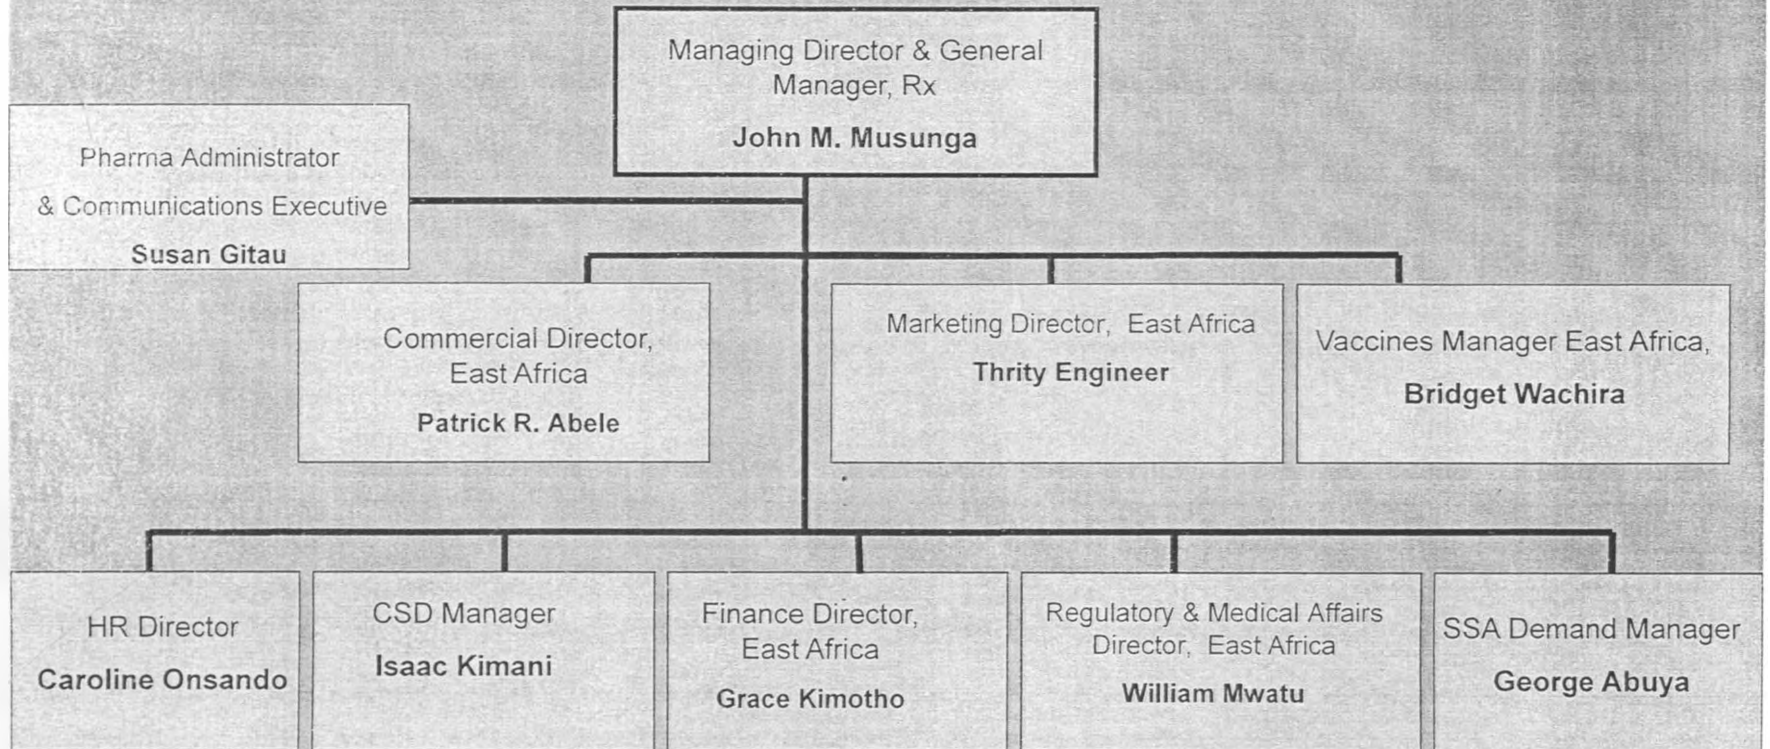 Managing Director & General
Manager, Rx
John M. Musunga
Pharma Administrator
& Communications Executive
Susan Gitau
Commercial Director,
East Africa
Patrick R. Abele
Marketing Director, East Africa
Thrity Engineer
Vaccines Manager East Africa,
Bridget Wachira
HR Director
Caroline Onsando
CSD Manager
Isaac Kimani
Finance Director,
East Africa
Grace Kimotho
Regulatory & Medical Affairs
Director, East Africa
William Mwatu
SSA Demand Manager
George Abuya